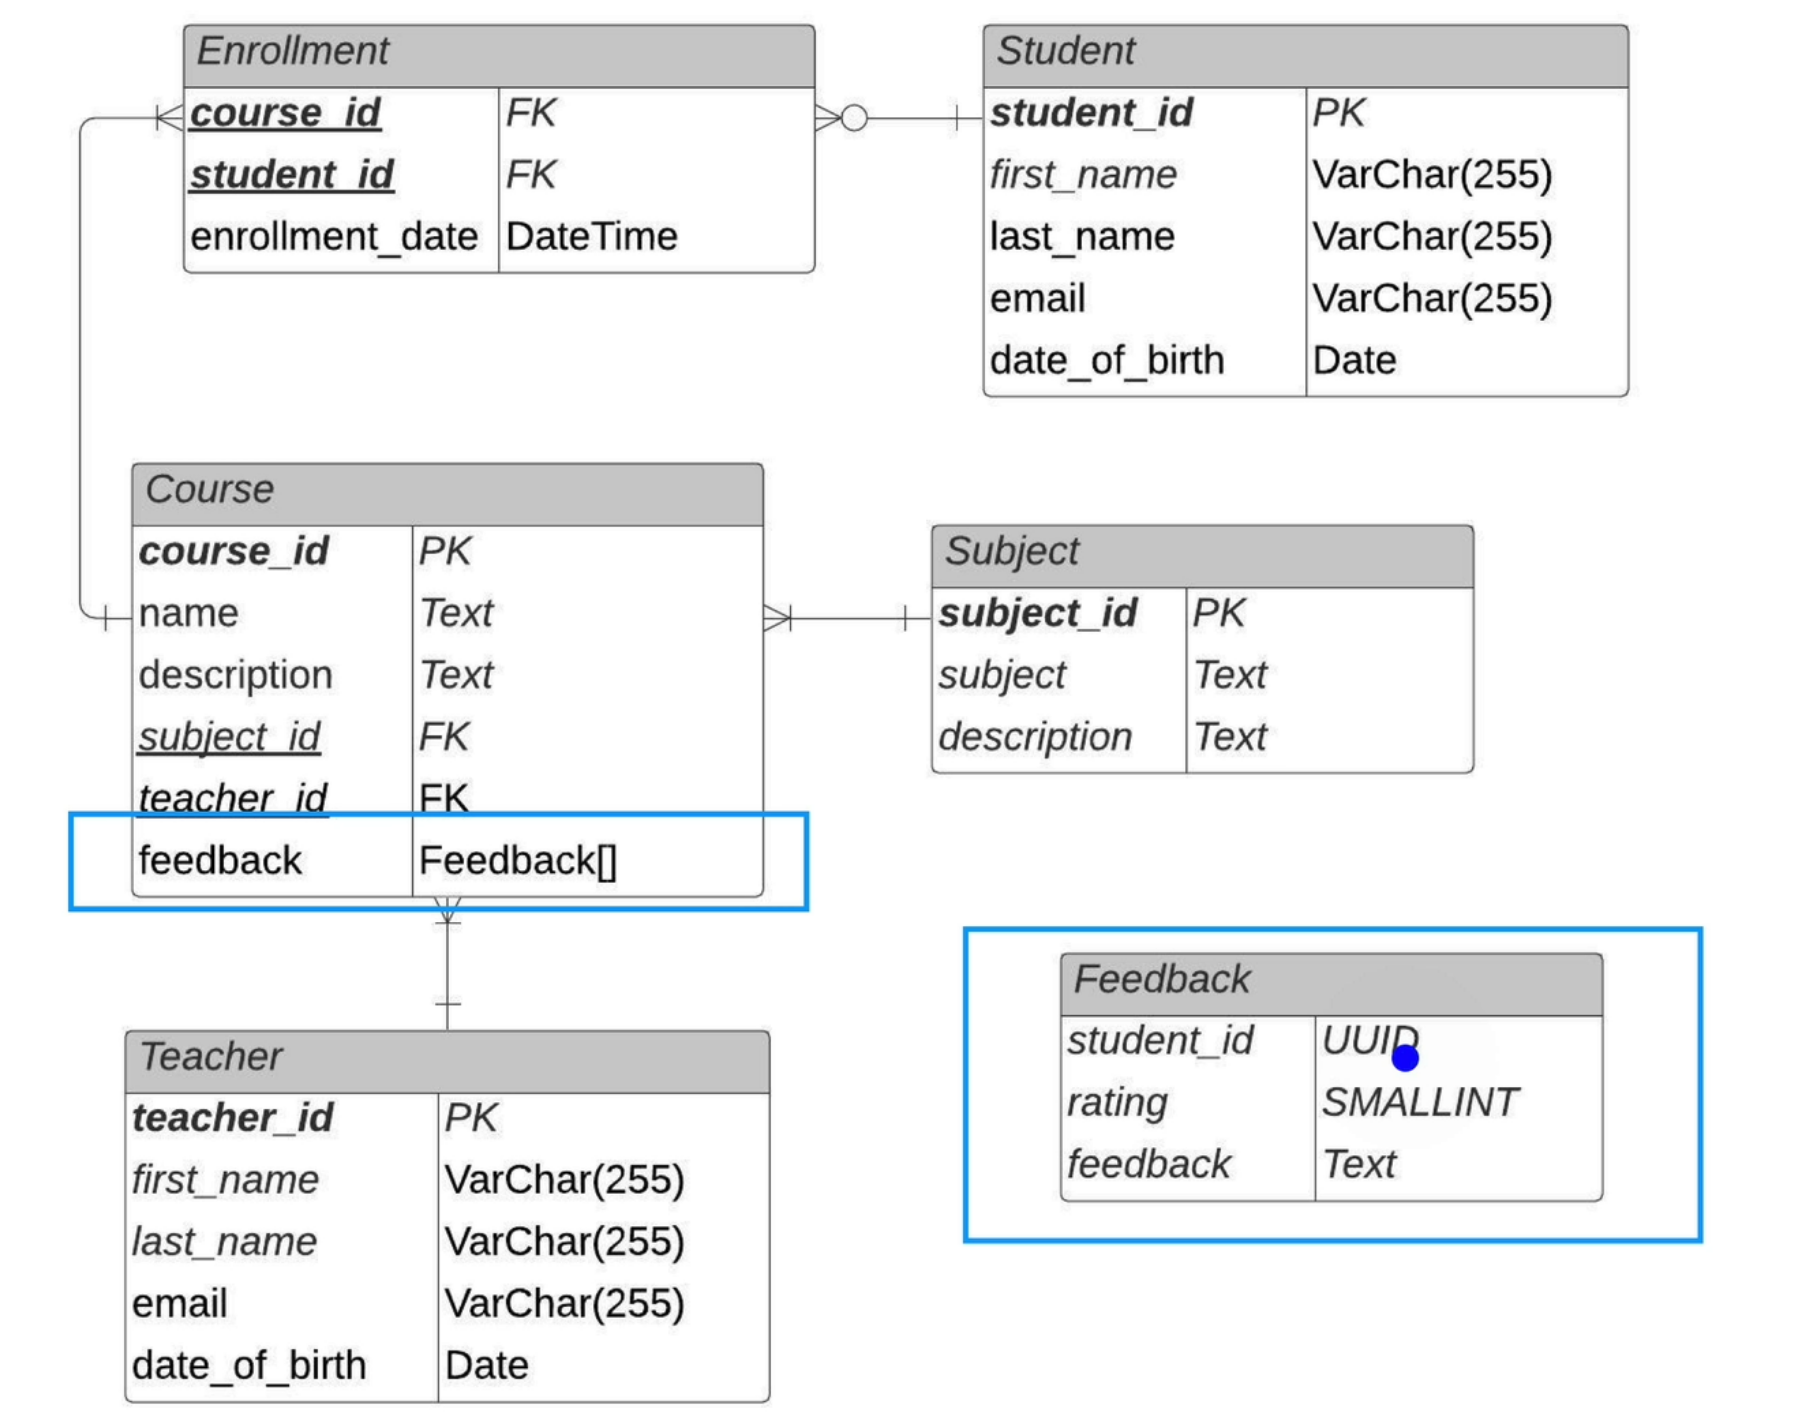 Enrollment
course_id FK
student_id FK
enrollment_date DateTime
Student
student_id PK
first_name VarChar(255)
last_name VarChar(255)
email VarChar(255)
date_of_birth Date
Course
course_id PK
name Text
description Text
subject_id FK
teacher_id FK
feedback Feedback[]
Subject
subject_id PK
subject Text
description Text
Teacher
teacher_id PK
first_name VarChar(255)
last_name VarChar(255)
email VarChar(255)
date_of_birth Date
Feedback
student_id UUID
rating SMALLINT
feedback Text